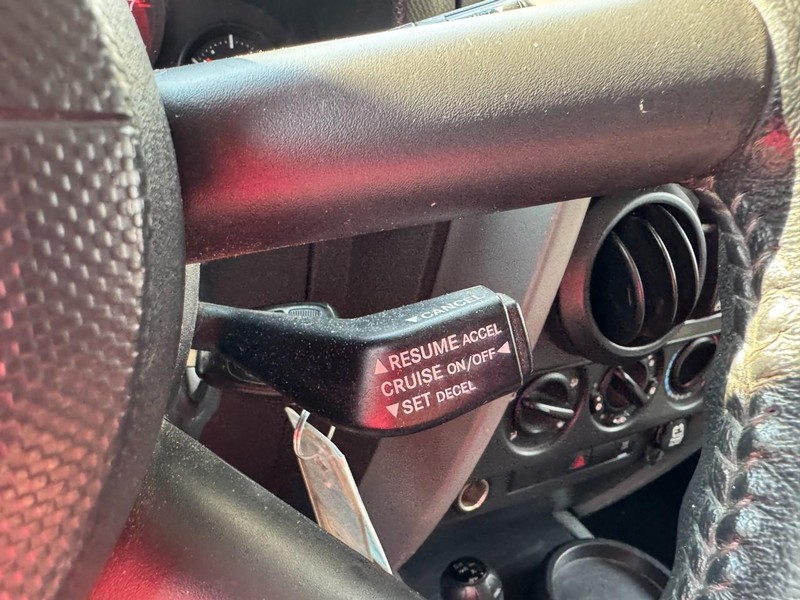 ▼CANCEL
▲RESUME ACCEL
CRUISE ON/OFF◀
▼SET DECEL